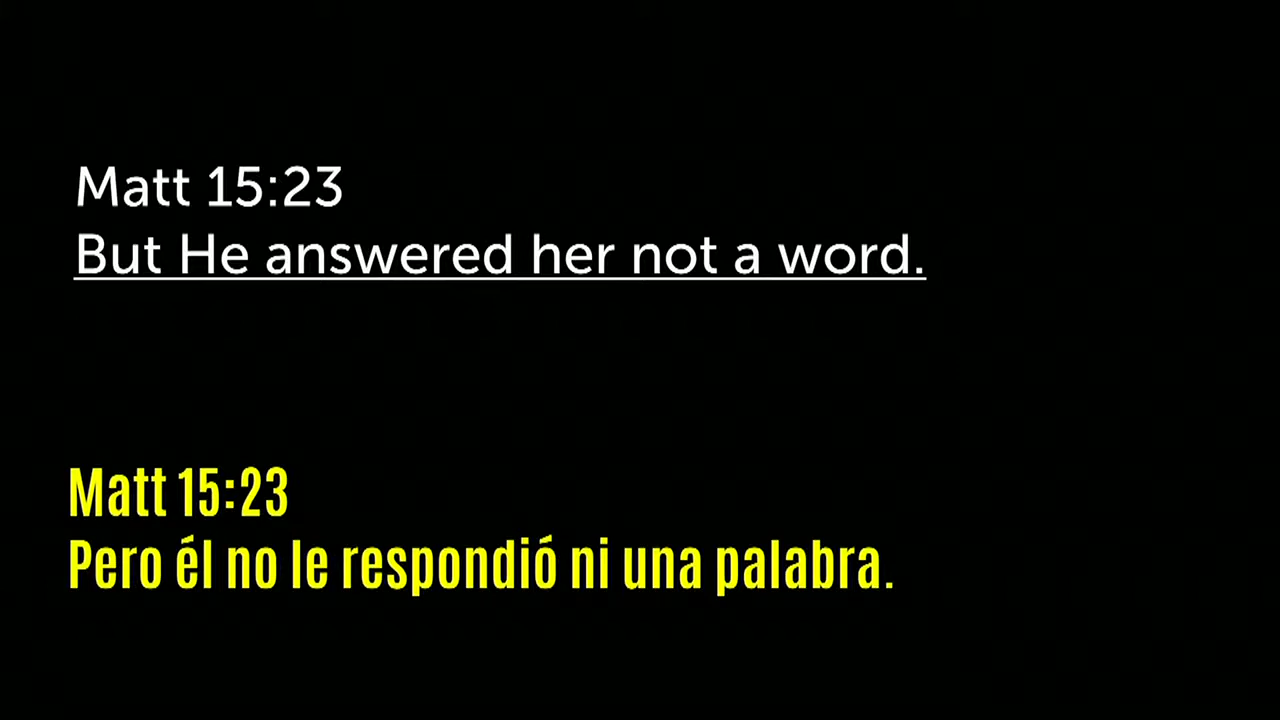 Matt 15:23
But He answered her not a word.
Matt 15:23
Pero él no le respondió ni una palabra.